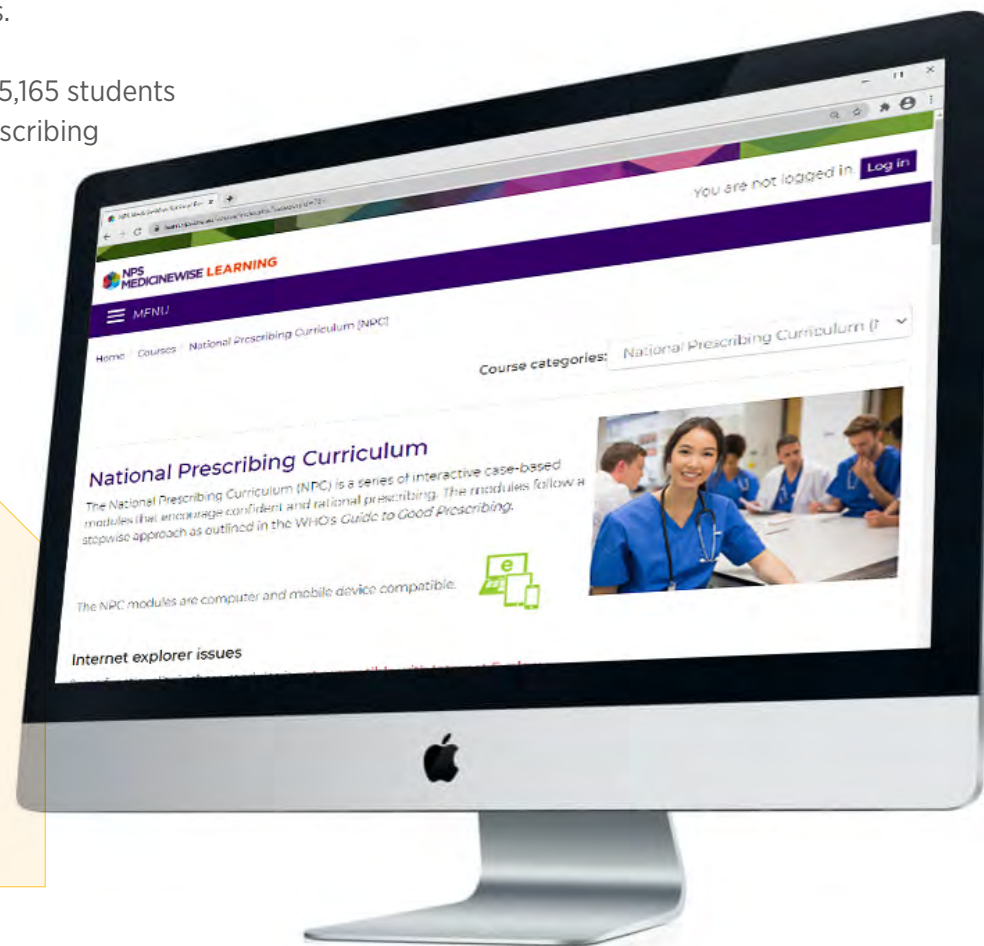 s.
5,165 students
scribing
You are not logged in. Log in
NPS
MEDICINEWISE LEARNING
MENU
Home / Courses / National Prescribing Curriculum (NPC)
Course categories: National Prescribing Curriculum (
National Prescribing Curriculum
The National Prescribing Curriculum (NPC) is a series of interactive case-based
modules that encourage confident and rational prescribing. The modules follow a
stepwise approach as outlined in the WHO's Guide to Good Prescribing.
e
The NPC modules are computer and mobile device compatible.
Internet explorer issues